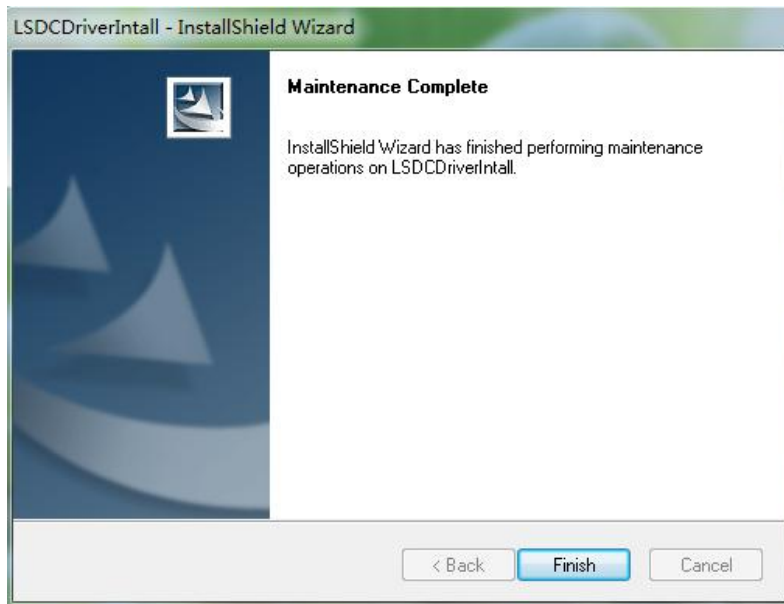 LSDCDriverIntall - InstallShield Wizard
Maintenance Complete
InstallShield Wizard has finished performing maintenance
operations on LSDCDriverIntall.
< Back
Finish
Cancel